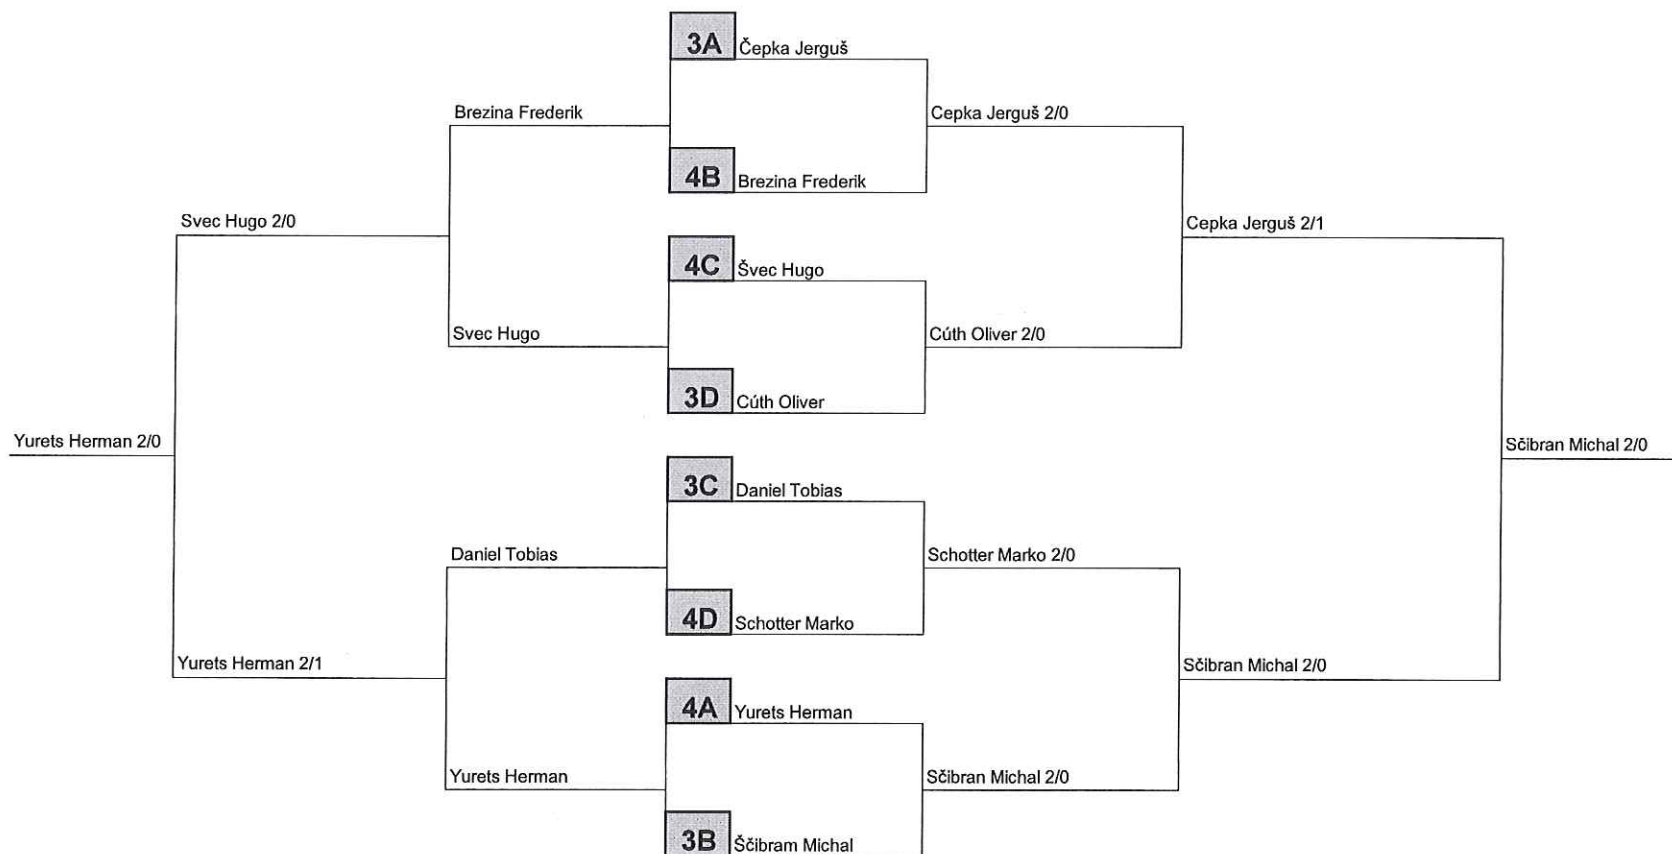 3A Čepka Jerguš
Brezina Frederik
Cepka Jerguš 2/0
4B Brezina Frederik
Svec Hugo 2/0
Cepka Jerguš 2/1
4C Švec Hugo
Svec Hugo
Cúth Oliver 2/0
3D Cúth Oliver
Yurets Herman 2/0
Sčibran Michal 2/0
3C Daniel Tobias
Daniel Tobias
Schotter Marko 2/0
4D Schotter Marko
Yurets Herman 2/1
Sčibran Michal 2/0
4A Yurets Herman
Yurets Herman
Sčibran Michal 2/0
3B Ščibram Michal